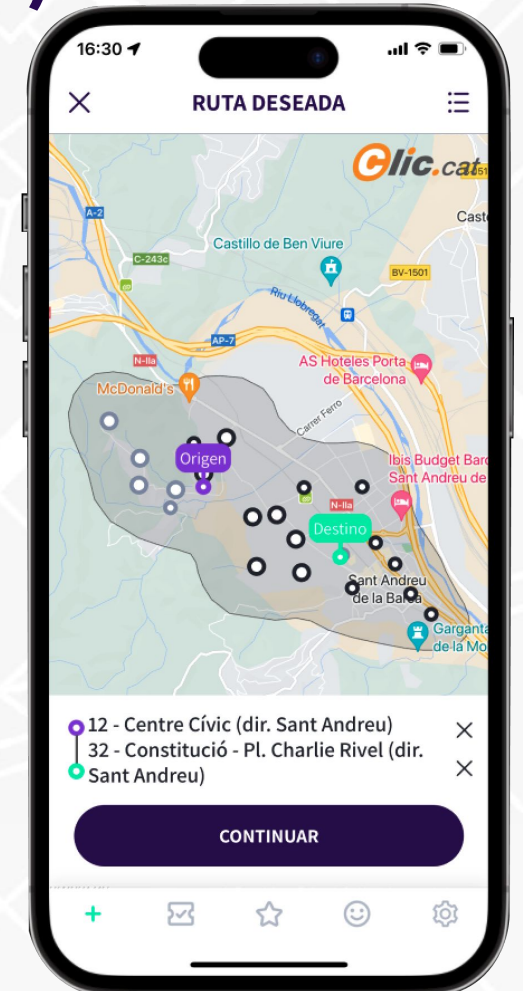 16:30
RUTA DESEADA
Clic.cat
A-2
Castillo de Ben Viure
C-243c
BV-1501
Riu Llobregat
AP-7
N-IIa
AS Hoteles Porta
de Barcelona
McDonald's
Carrer Ferro
Origen
Ibis Budget Barc
Sant Andreu de
N-IIa
Destino
Sant Andreu
de la Barca
Garganta
de la Mo
12 - Centre Cívic (dir. Sant Andreu)
32 - Constitució - Pl. Charlie Rivel (dir.
Sant Andreu)
CONTINUAR